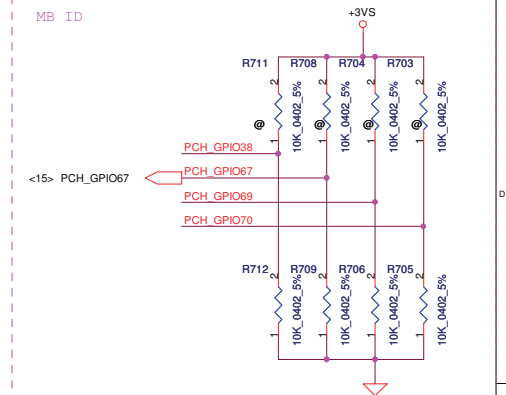 MB ID
+3VS
R711 R708 R704 R703
2 2 2 2
10K_0402_5% 10K_0402_5% 10K_0402_5% 10K_0402_5%
@ @ @ @
1 1 1 1
PCH_GPIO38
<15> PCH_GPIO67 PCH_GPIO67
PCH_GPIO69
D
PCH_GPIO70
R712 R709 R706 R705
2 2 2 2
10K_0402_5% 10K_0402_5% 10K_0402_5% 10K_0402_5%
1 1 1 1